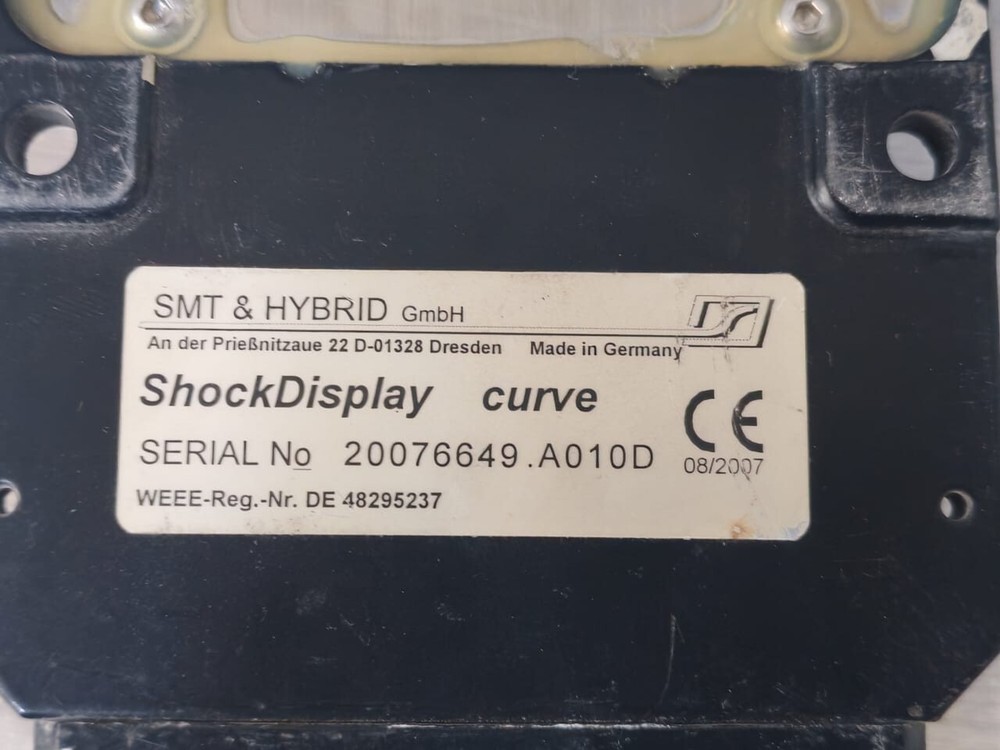 SMT & HYBRID GmbH
An der Prießnitzaue 22 D-01328 Dresden Made in Germany
ShockDisplay curve
CE
SERIAL No 20076649.A010D
08/2007
WEEE-Reg.-Nr. DE 48295237